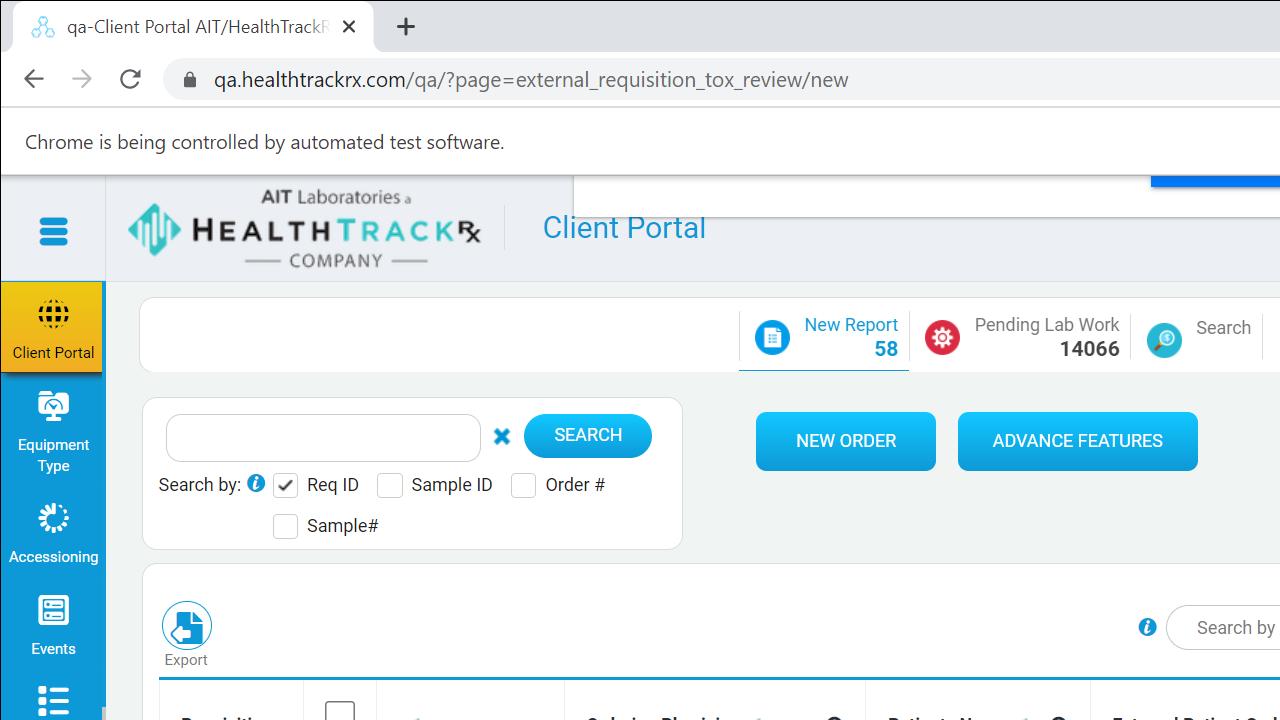 qa-Client Portal AIT/HealthTrackR
qa.healthtrackrx.com/qa/?page=external_requisition_tox_review/new
Chrome is being controlled by automated test software.
AIT Laboratories a
HEALTHTRACKRx
COMPANY
Client Portal
Client Portal
New Report
58
Pending Lab Work
14066
Search
SEARCH
NEW ORDER
ADVANCE FEATURES
Search by:
Req ID
Sample ID
Order #
Sample#
Equipment
Type
Accessioning
Events
Export
Search by